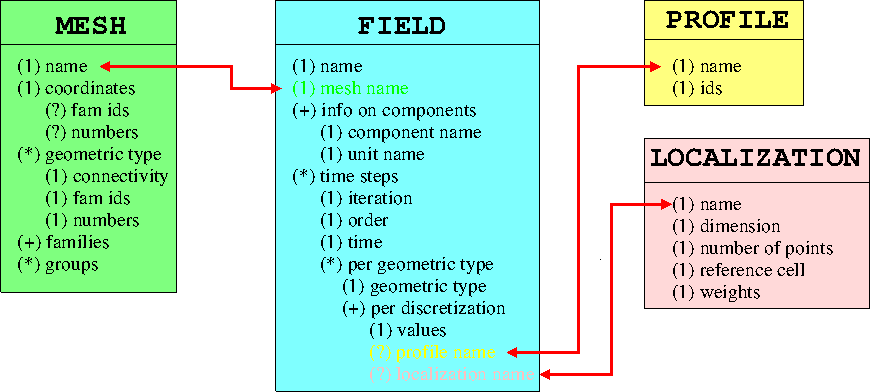 MESH
(1) name
(1) coordinates
(?) fam ids
(?) numbers
(*) geometric type
(1) connectivity
(1) fam ids
(1) numbers
(+) families
(*) groups
FIELD
(1) name
(1) mesh name
(+) info on components
(1) component name
(1) unit name
(*) time steps
(1) iteration
(1) order
(1) time
(*) per geometric type
(1) geometric type
(+) per discretization
(1) values
(?) profile name
(?) localization name
PROFILE
(1) name
(1) ids
LOCALIZATION
(1) name
(1) dimension
(1) number of points
(1) reference cell
(1) weights